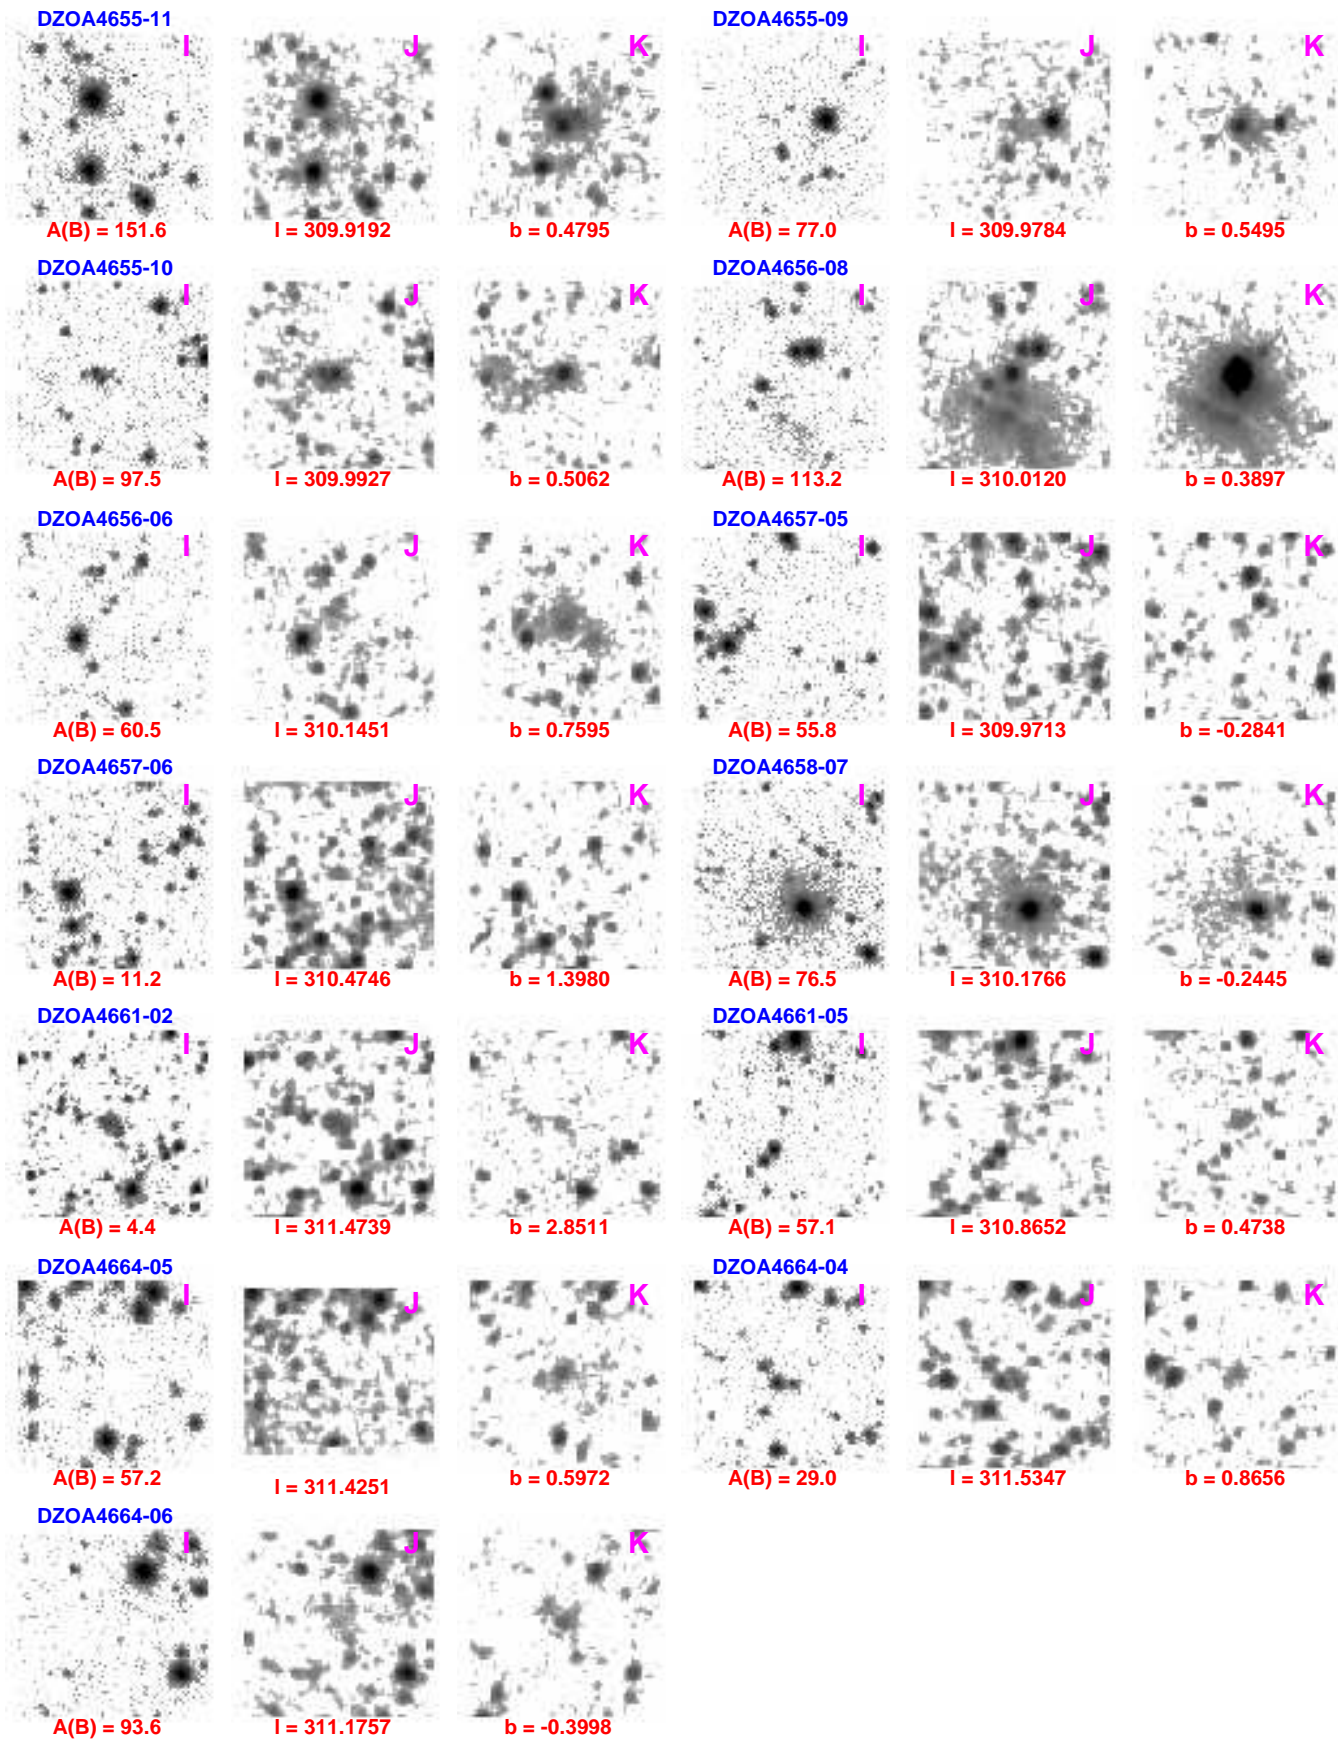 DZOA4655-11
I J K
A(B) = 151.6 l = 309.9192 b = 0.4795
DZOA4655-09
I J K
A(B) = 77.0 l = 309.9784 b = 0.5495
DZOA4655-10
I J K
A(B) = 97.5 l = 309.9927 b = 0.5062
DZOA4656-08
I J K
A(B) = 113.2 l = 310.0120 b = 0.3897
DZOA4656-06
I J K
A(B) = 60.5 l = 310.1451 b = 0.7595
DZOA4657-05
I J K
A(B) = 55.8 l = 309.9713 b = -0.2841
DZOA4657-06
I J K
A(B) = 11.2 l = 310.4746 b = 1.3980
DZOA4658-07
I J K
A(B) = 76.5 l = 310.1766 b = -0.2445
DZOA4661-02
I J K
A(B) = 4.4 l = 311.4739 b = 2.8511
DZOA4661-05
I J K
A(B) = 57.1 l = 310.8652 b = 0.4738
DZOA4664-05
I J K
A(B) = 57.2 l = 311.4251 b = 0.5972
DZOA4664-04
I J K
A(B) = 29.0 l = 311.5347 b = 0.8656
DZOA4664-06
I J K
A(B) = 93.6 l = 311.1757 b = -0.3998